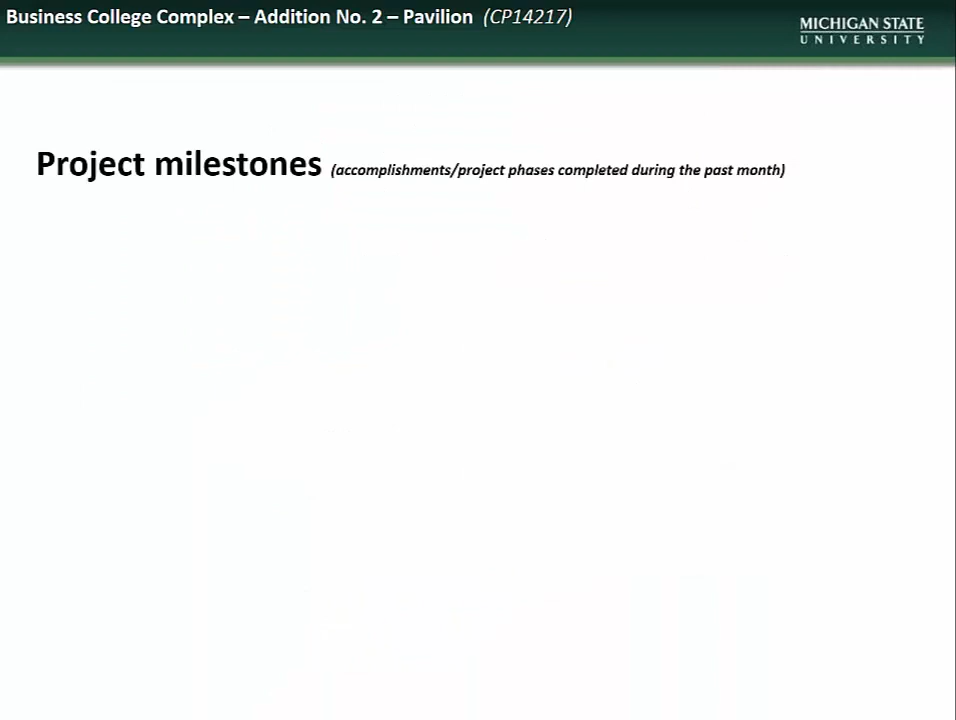 Business College Complex – Addition No. 2 – Pavilion (CP14217)
MICHIGAN STATE
UNIVERSITY
Project milestones (accomplishments/project phases completed during the past month)